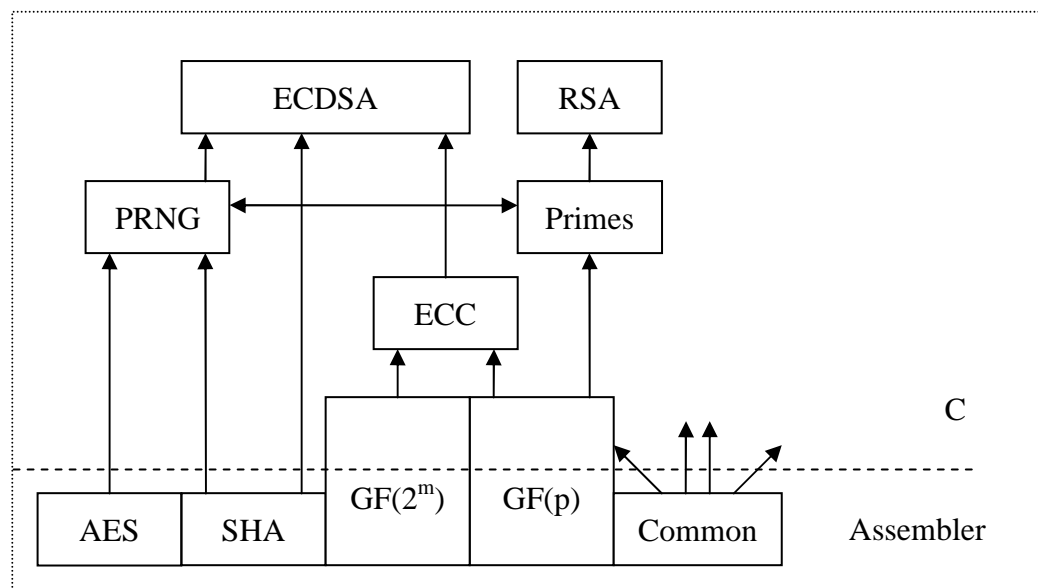 ECDSA
RSA
PRNG
Primes
ECC
C
GF(2^m)
GF(p)
AES
SHA
Common
Assembler